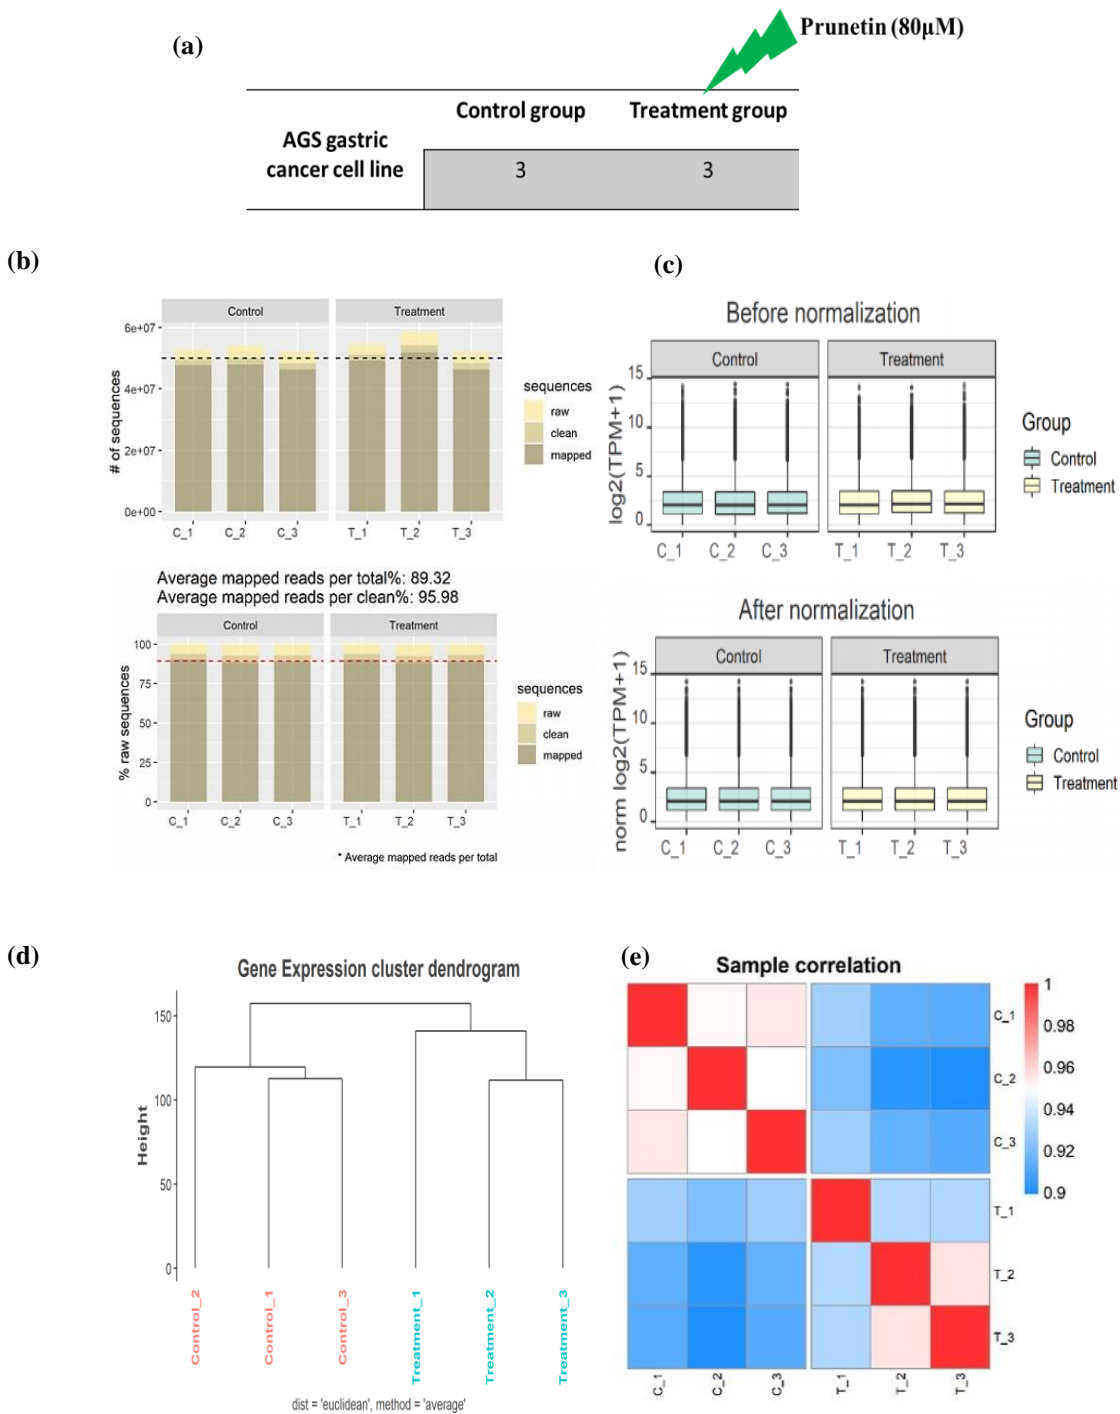 (a)
Prunetin (80µM)
Control group
Treatment group
AGS gastric
cancer cell line
3
3
(b)
Control
Treatment
# of sequences
6e+07
4e+07
2e+07
0e+00
C_1
C_2
C_3
T_1
T_2
T_3
sequences
raw
clean
mapped
Average mapped reads per total%: 89.32
Average mapped reads per clean%: 95.98
Control
Treatment
% raw sequences
100
75
50
25
0
C_1
C_2
C_3
T_1
T_2
T_3
sequences
raw
clean
mapped
* Average mapped reads per total
(c)
Before normalization
Control
Treatment
log2(TPM+1)
15
10
5
0
C_1
C_2
C_3
T_1
T_2
T_3
Group
Control
Treatment
After normalization
Control
Treatment
norm log2(TPM+1)
15
10
5
0
C_1
C_2
C_3
T_1
T_2
T_3
Group
Control
Treatment
(d)
Gene Expression cluster dendrogram
Height
150
100
50
0
Control_2
Control_1
Control_3
Treatment_1
Treatment_2
Treatment_3
dist = 'euclidean', method = 'average'
(e)
Sample correlation
C_1
C_2
C_3
T_1
T_2
T_3
C_1
C_2
C_3
T_1
T_2
T_3
1
0.98
0.96
0.94
0.92
0.9